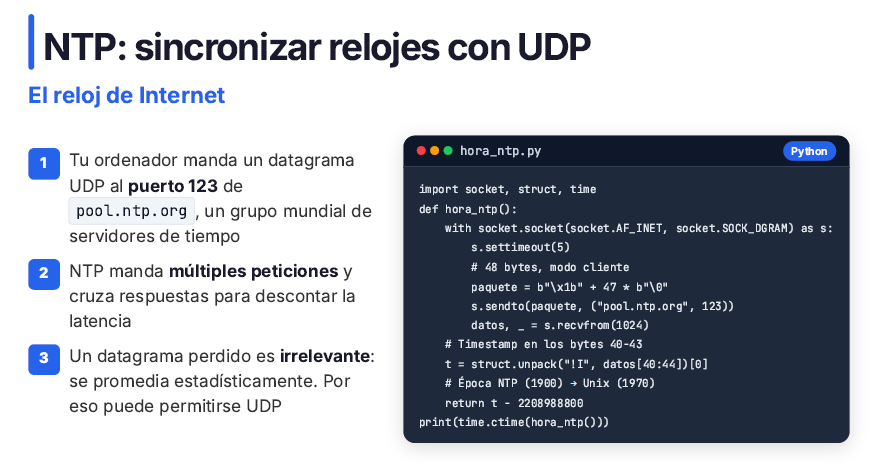 NTP: sincronizar relojes con UDP
El reloj de Internet
1
Tu ordenador manda un datagrama
UDP al puerto 123 de
pool.ntp.org, un grupo mundial de
servidores de tiempo
2
NTP manda múltiples peticiones y
cruza respuestas para descontar la
latencia
3
Un datagrama perdido es irrelevante:
se promedia estadísticamente. Por
eso puede permitirse UDP
hora_ntp.py
Python
import socket, struct, time
def hora_ntp():
    with socket.socket(socket.AF_INET, socket.SOCK_DGRAM) as s:
        s.settimeout(5)
        # 48 bytes, modo cliente
        paquete = b"\x1b" + 47 * b"\0"
        s.sendto(paquete, ("pool.ntp.org", 123))
        datos, _ = s.recvfrom(1024)
    # Timestamp en los bytes 40-43
    t = struct.unpack("!I", datos[40:44])[0]
    # Época NTP (1900) → Unix (1970)
    return t - 2208988800
print(time.ctime(hora_ntp()))